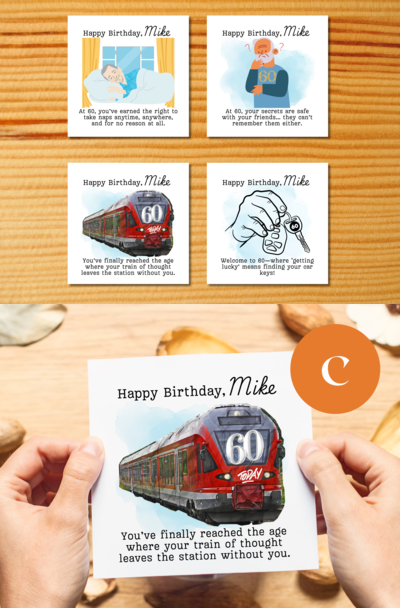 Happy Birthday, Mike
At 60, you've earned the right to
take naps anytime, anywhere,
and for no reason at all.
Happy Birthday, Mike
60
At 60, your secrets are safe
with your friends... they can't
remember them either.
Happy Birthday, Mike
60
TODAY
You've finally reached the age
where your train of thought
leaves the station without you.
Happy Birthday, Mike
Welcome to 60—where 'getting
lucky' means finding your car
keys!
C
Happy Birthday, Mike
60
TODAY
You've finally reached the age
where your train of thought
leaves the station without you.